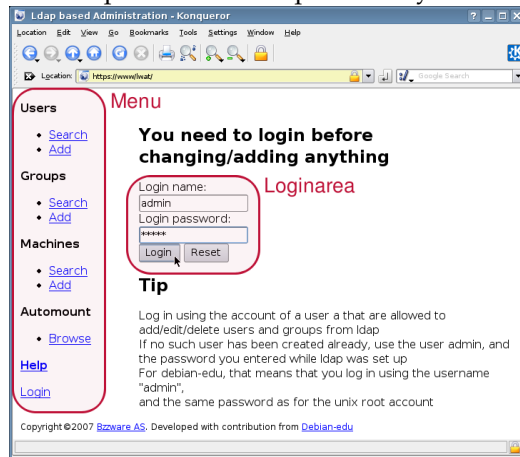 Ldap based Administration - Konqueror
Location Edit View Go Bookmarks Tools Settings Window Help
Location: https://www/lwat/
Google Search
Menu
Users
Search
Add
Groups
Search
Add
Machines
Search
Add
Automount
Browse
Help
Login
You need to login before
changing/adding anything
Login name:
admin
Login password:
*****
Login Reset
Loginarea
Tip
Log in using the account of a user a that are allowed to
add/edit/delete users and groups from ldap
If no such user has been created already, use the user admin, and
the password you entered while ldap was set up
For debian-edu, that means that you log in using the username
"admin",
and the same password as for the unix root account
Copyright ©2007 Bzzware AS. Developed with contribution from Debian-edu